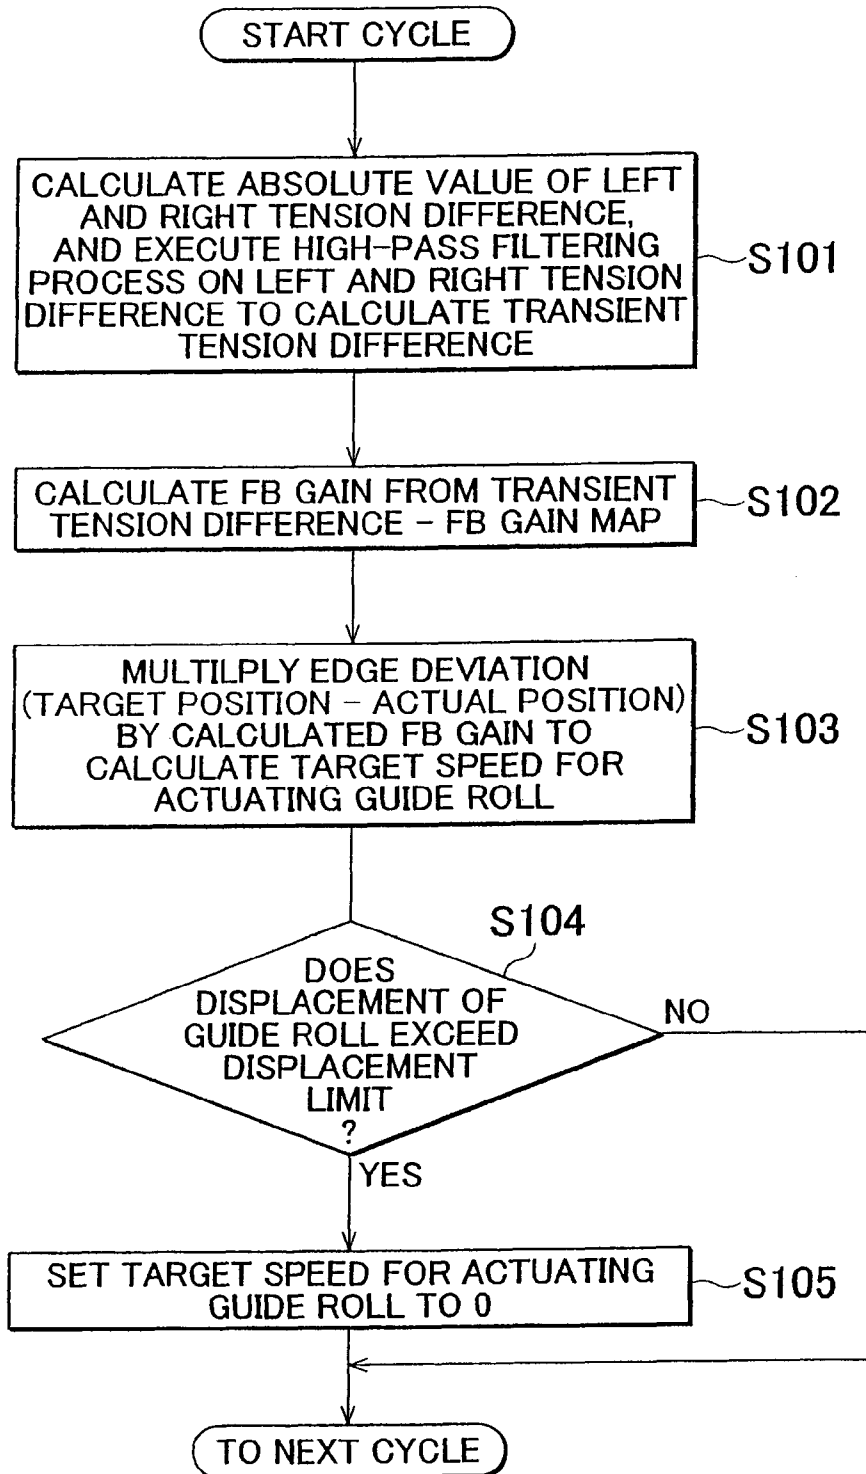 START CYCLE
CALCULATE ABSOLUTE VALUE OF LEFT
AND RIGHT TENSION DIFFERENCE,
AND EXECUTE HIGH-PASS FILTERING
PROCESS ON LEFT AND RIGHT TENSION
DIFFERENCE TO CALCULATE TRANSIENT
TENSION DIFFERENCE
S101
CALCULATE FB GAIN FROM TRANSIENT
TENSION DIFFERENCE - FB GAIN MAP
S102
MULTILPLY EDGE DEVIATION
(TARGET POSITION - ACTUAL POSITION)
BY CALCULATED FB GAIN TO
CALCULATE TARGET SPEED FOR
ACTUATING GUIDE ROLL
S103
S104
DOES
DISPLACEMENT OF
GUIDE ROLL EXCEED
DISPLACEMENT
LIMIT
?
NO
YES
SET TARGET SPEED FOR ACTUATING
GUIDE ROLL TO 0
S105
TO NEXT CYCLE